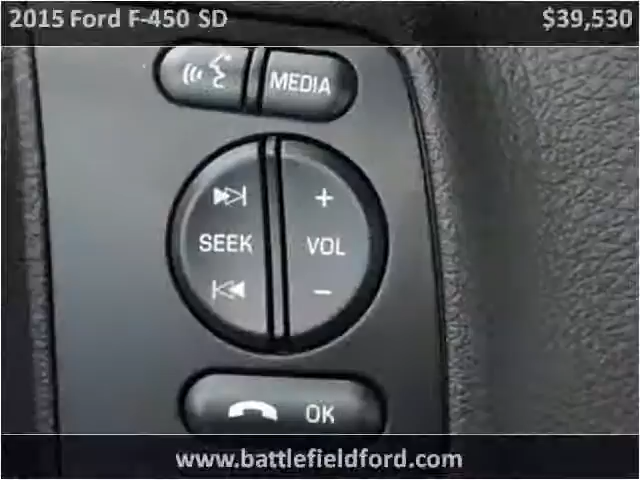 2015 Ford F-450 SD $39,530
MEDIA
SEEK VOL
+
-
OK
www.battlefieldford.com